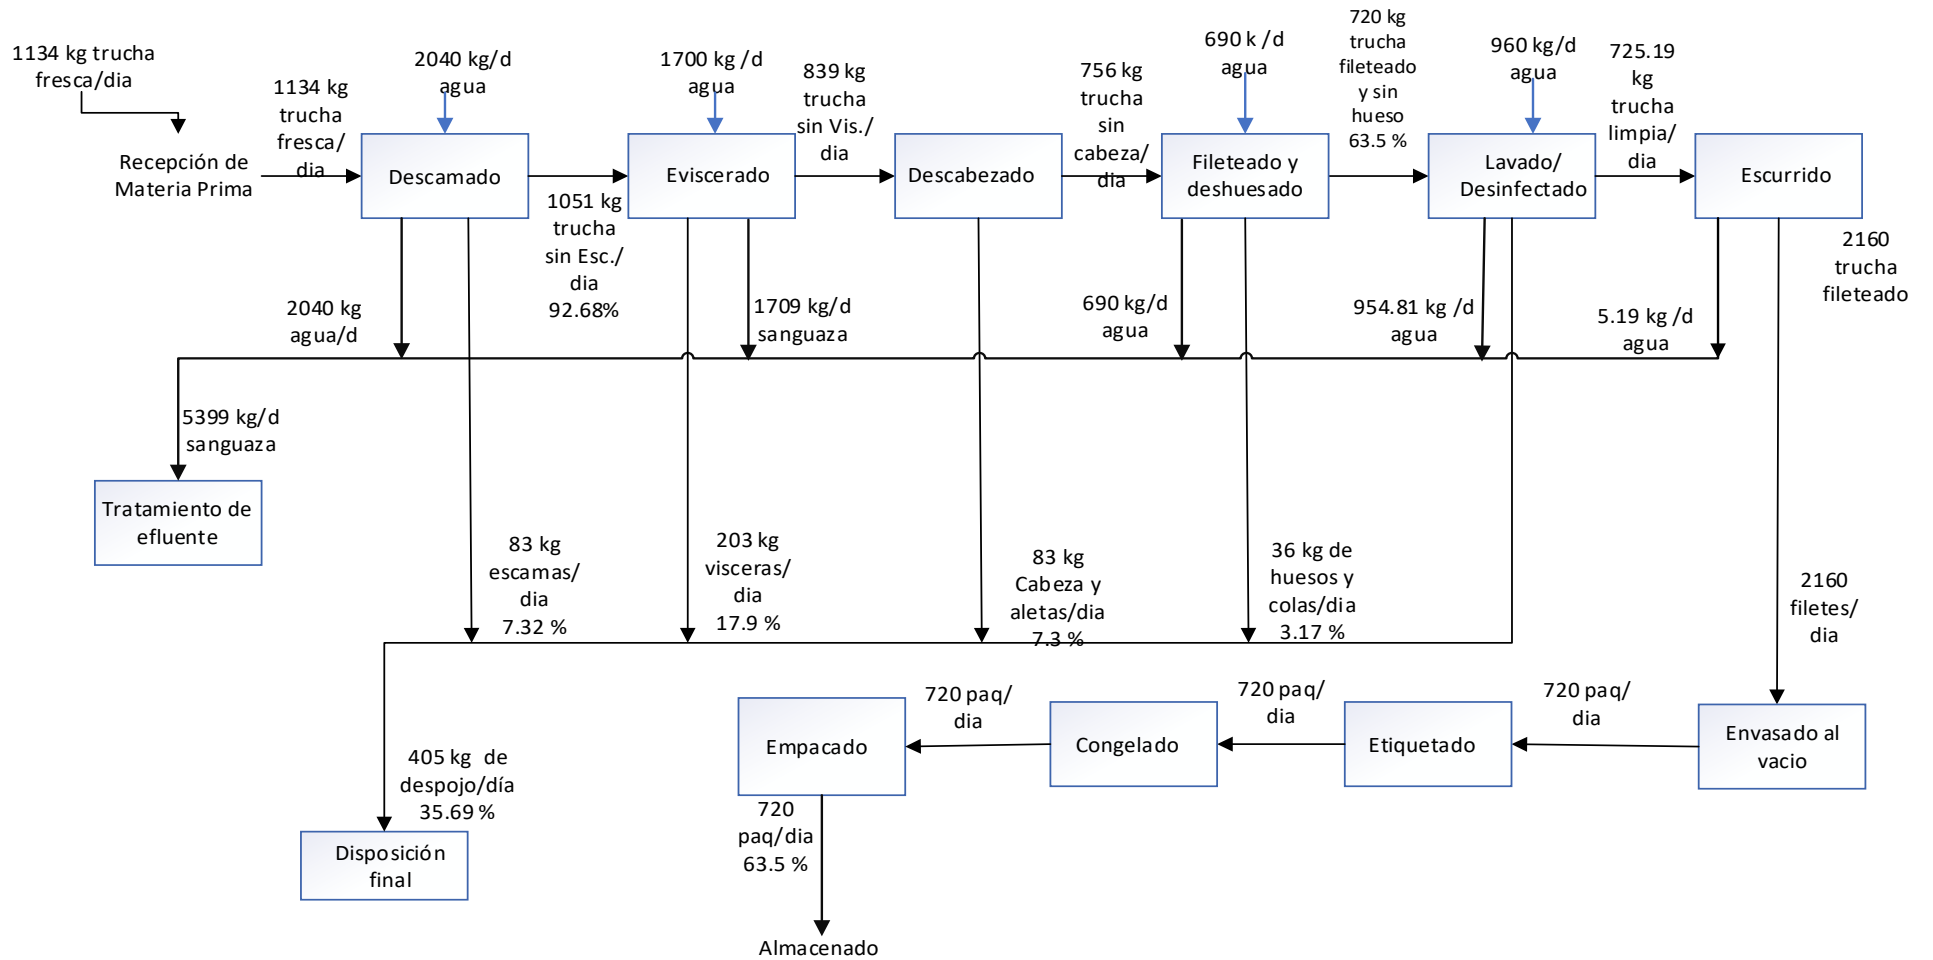 1134 kg trucha
fresca/dia
Recepción de
Materia Prima
1134 kg
trucha
fresca/
dia
2040 kg/d
agua
Descamado
1051 kg
trucha
sin Esc./
dia
92.68%
1700 kg /d
agua
Eviscerado
839 kg
trucha
sin Vis./
dia
Descabezado
756 kg
trucha
sin
cabeza/
dia
690 k /d
agua
Fileteado y
deshuesado
720 kg
trucha
fileteado
y sin
hueso
63.5 %
960 kg/d
agua
Lavado/
Desinfectado
725.19
kg
trucha
limpia/
dia
Escurrido
2160
trucha
fileteado
2040 kg
agua/d
1709 kg/d
sanguaza
690 kg/d
agua
954.81 kg /d
agua
5.19 kg /d
agua
5399 kg/d
sanguaza
Tratamiento de
efluente
83 kg
escamas/
dia
7.32 %
203 kg
visceras/
dia
17.9 %
83 kg
Cabeza y
aletas/dia
7.3 %
36 kg de
huesos y
colas/dia
3.17 %
2160
filetes/
dia
405 kg de
despojo/día
35.69 %
Disposición
final
Envasado al
vacio
720 paq/
dia
Etiquetado
720 paq/
dia
Congelado
720 paq/
dia
Empacado
720
paq/dia
63.5 %
Almacenado